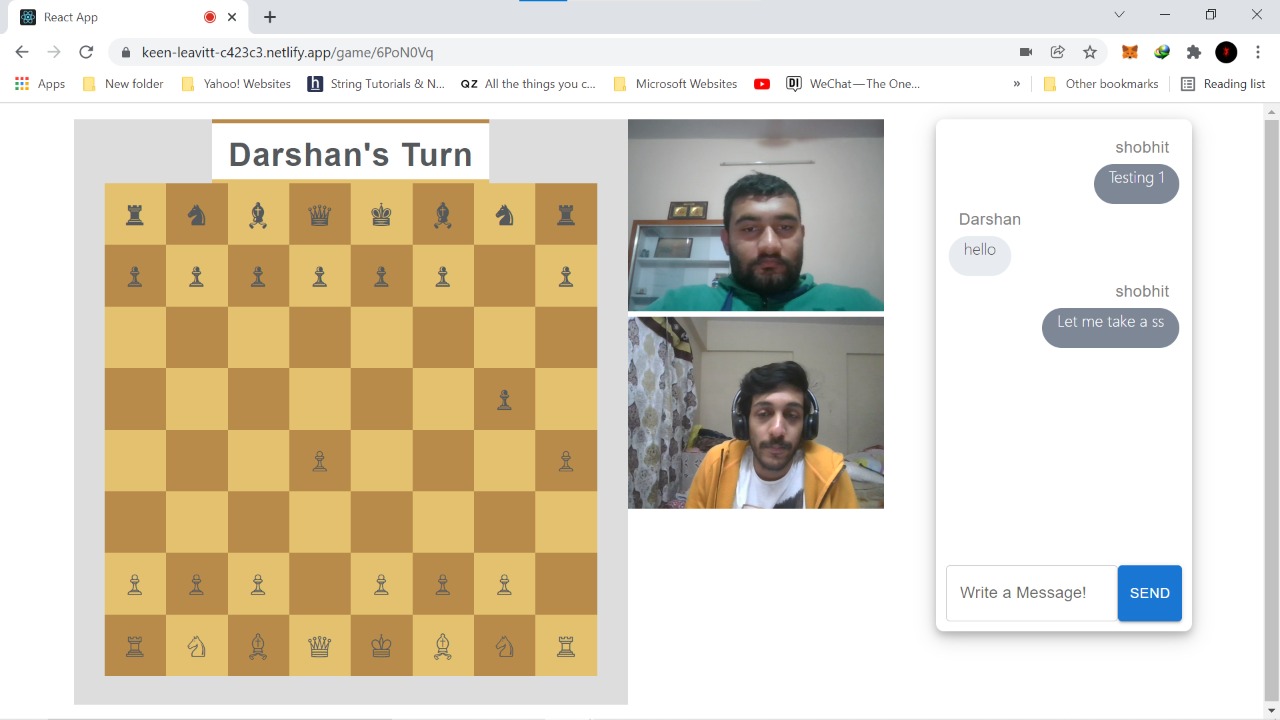 React App
keen-leavitt-c423c3.netlify.app/game/6PoN0Vq
Apps New folder Yahoo! Websites String Tutorials & N... QZ All the things you c... Microsoft Websites WeChat—The One... » Other bookmarks Reading list
Darshan's Turn
shobhit
Testing 1
Darshan
hello
shobhit
Let me take a ss
Write a Message! SEND